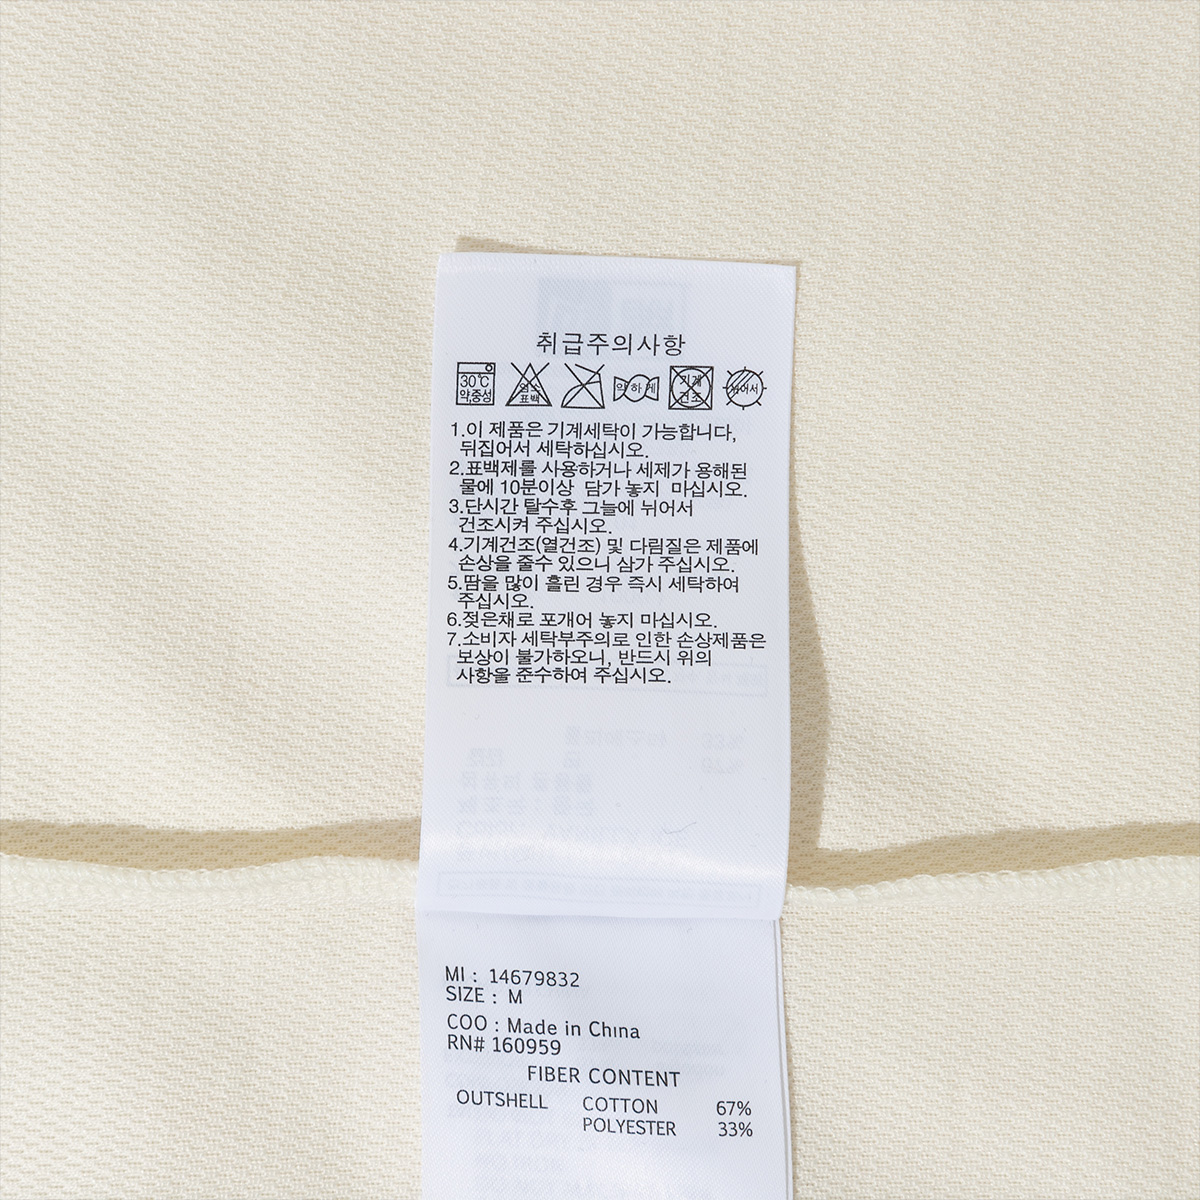 취급주의사항
30℃ 약,중성 염소 표백 약하게 기계 건조 뉘어서
1.이 제품은 기계세탁이 가능합니다,
뒤집어서 세탁하십시오.
2.표백제를 사용하거나 세제가 용해된
물에 10분이상 담가 놓지 마십시오.
3.단시간 탈수후 그늘에 뉘어서
건조시켜 주십시오.
4.기계건조(열건조) 및 다림질은 제품에
손상을 줄수 있으니 삼가 주십시오.
5.땀을 많이 흘린 경우 즉시 세탁하여
주십시오.
6.젖은채로 포개어 놓지 마십시오.
7.소비자 세탁부주의로 인한 손상제품은
보상이 불가하오니, 반드시 위의
사항을 준수하여 주십시오.
MI : 14679832
SIZE : M
COO : Made in China
RN# 160959
FIBER CONTENT
OUTSHELL COTTON 67%
POLYESTER 33%